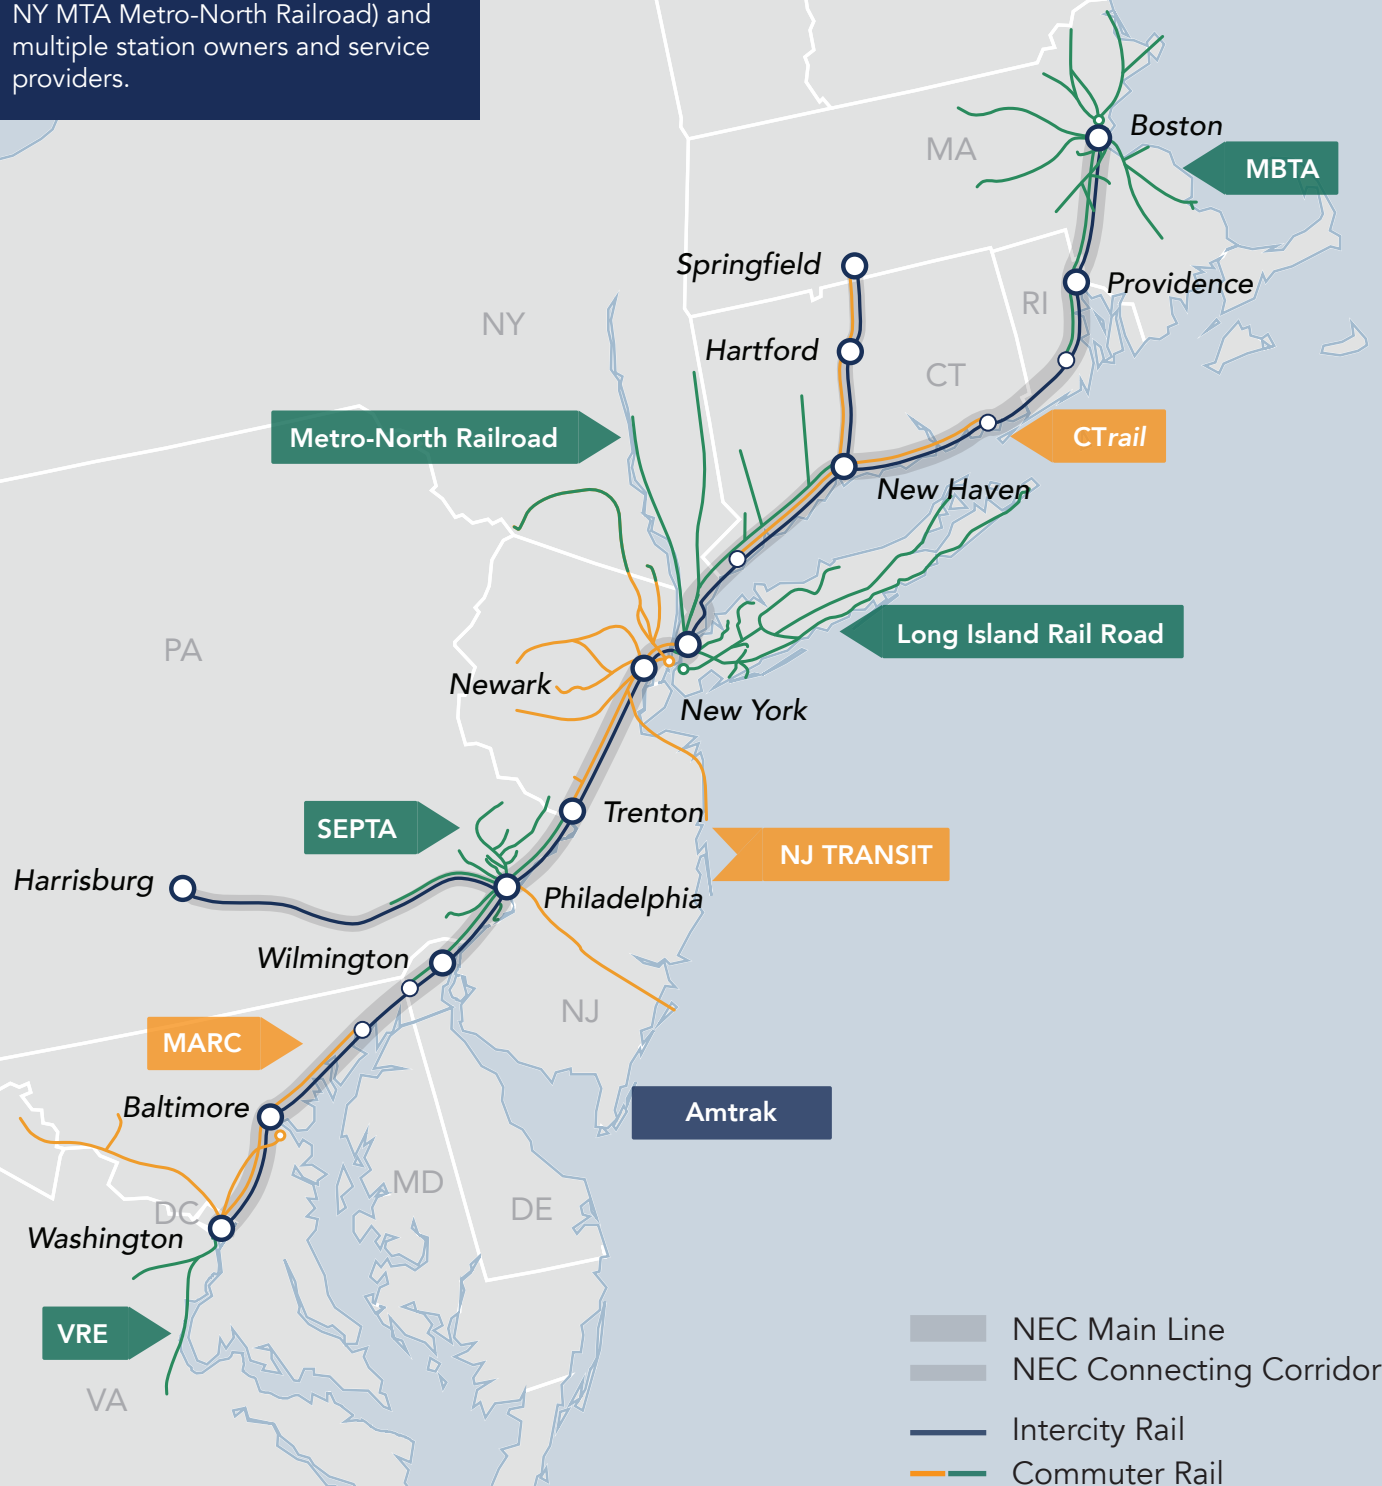 NY MTA Metro-North Railroad) and
multiple station owners and service
providers.
Boston
MA
MBTA
Springfield
Providence
RI
NY
Hartford
CT
Metro-North Railroad
CTrail
New Haven
Long Island Rail Road
PA
Newark
New York
Trenton
SEPTA
NJ TRANSIT
Harrisburg
Philadelphia
Wilmington
NJ
MARC
Baltimore
Amtrak
MD
DE
DC
Washington
VRE
VA
NEC Main Line
NEC Connecting Corridor
Intercity Rail
Commuter Rail